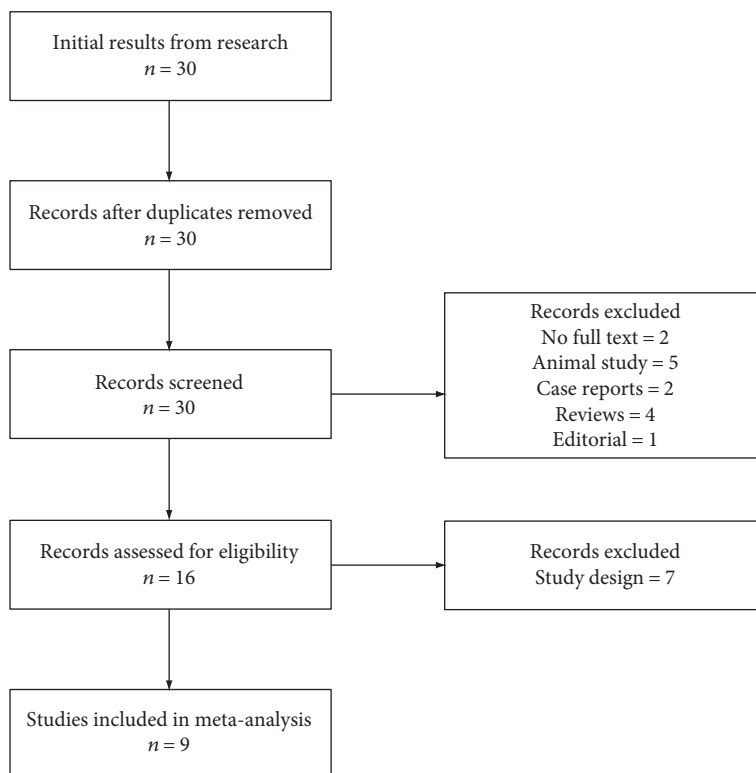 Initial results from research
n = 30
Records after duplicates removed
n = 30
Records screened
n = 30
Records excluded
No full text = 2
Animal study = 5
Case reports = 2
Reviews = 4
Editorial = 1
Records assessed for eligibility
n = 16
Records excluded
Study design = 7
Studies included in meta-analysis
n = 9